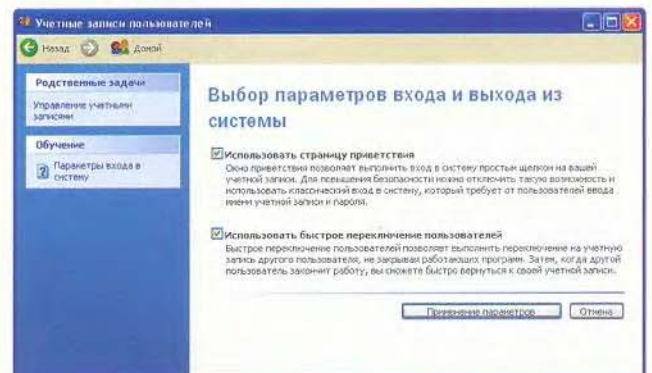 Учетные записи пользователей
Назад Домой
Родственные задачи
Управление учетными
записями
Обучение
Параметры входа в
систему
Выбор параметров входа и выхода из
системы
Использовать страницу приветствия
Окно приветствия позволяет выполнить вход в систему простым щелчком на вашей
учетной записи. Для повышения безопасности можно отключить такую возможность и
использовать классический вход в систему, который требует от пользователей ввода
имени учетной записи и пароля.
Использовать быстрое переключение пользователей
Быстрое переключение пользователей позволяет выполнить переключение на учетную
запись другого пользователя, не закрывая работающих программ. Затем, когда другой
пользователь закончит работу, вы сможете быстро вернуться к своей учетной записи.
Применение параметров Отмена